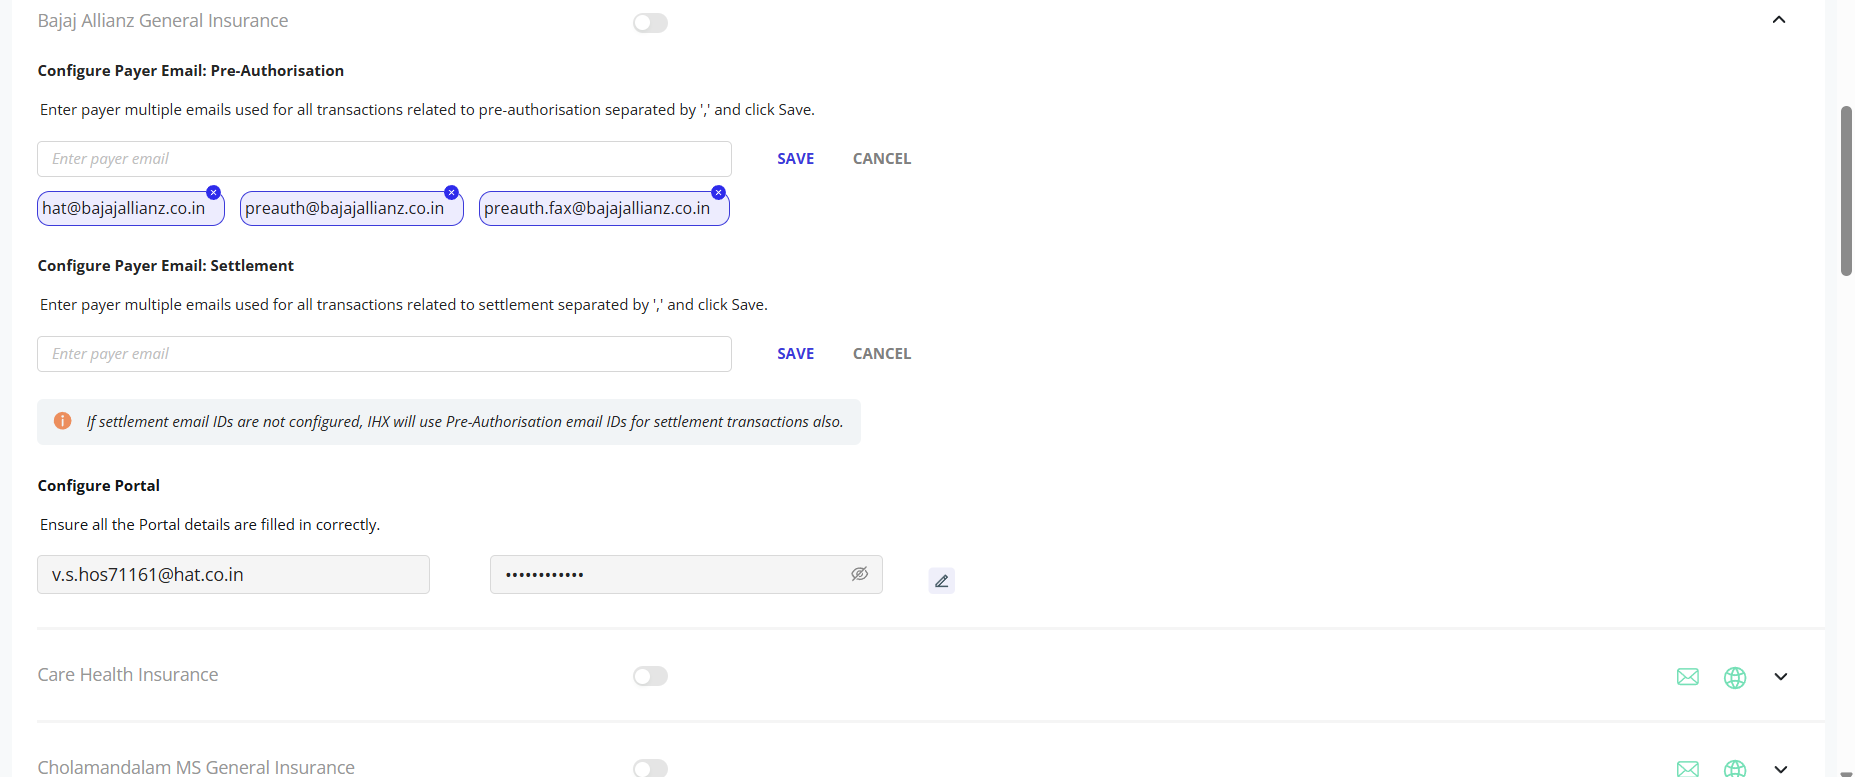 Bajaj Allianz General Insurance
Configure Payer Email: Pre-Authorisation
Enter payer multiple emails used for all transactions related to pre-authorisation separated by ',' and click Save.
Enter payer email SAVE CANCEL
hat@bajajallianz.co.in preauth@bajajallianz.co.in preauth.fax@bajajallianz.co.in
Configure Payer Email: Settlement
Enter payer multiple emails used for all transactions related to settlement separated by ',' and click Save.
Enter payer email SAVE CANCEL
If settlement email IDs are not configured, IHX will use Pre-Authorisation email IDs for settlement transactions also.
Configure Portal
Ensure all the Portal details are filled in correctly.
v.s.hos71161@hat.co.in ••••••••••••
Care Health Insurance
Cholamandalam MS General Insurance